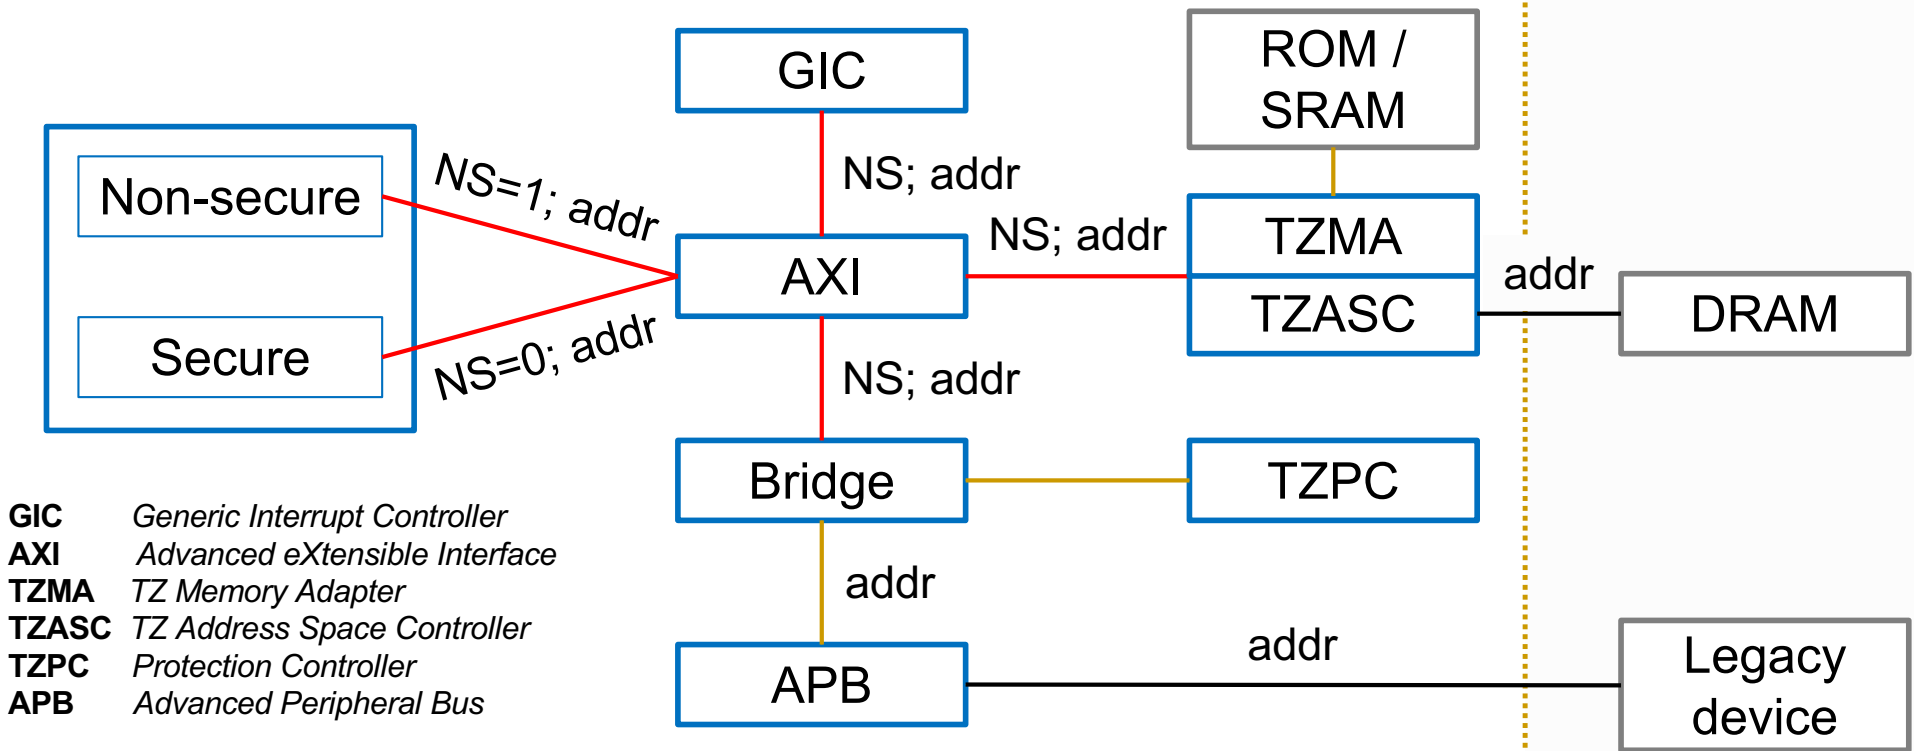 GIC
ROM /
SRAM
Non-secure
NS=1; addr
NS; addr
NS; addr
TZMA
AXI
TZASC
addr
DRAM
Secure
NS=0; addr
NS; addr
Bridge
TZPC
GIC Generic Interrupt Controller
AXI Advanced eXtensible Interface
TZMA TZ Memory Adapter
TZASC TZ Address Space Controller
TZPC Protection Controller
APB Advanced Peripheral Bus
addr
APB
addr
Legacy
device